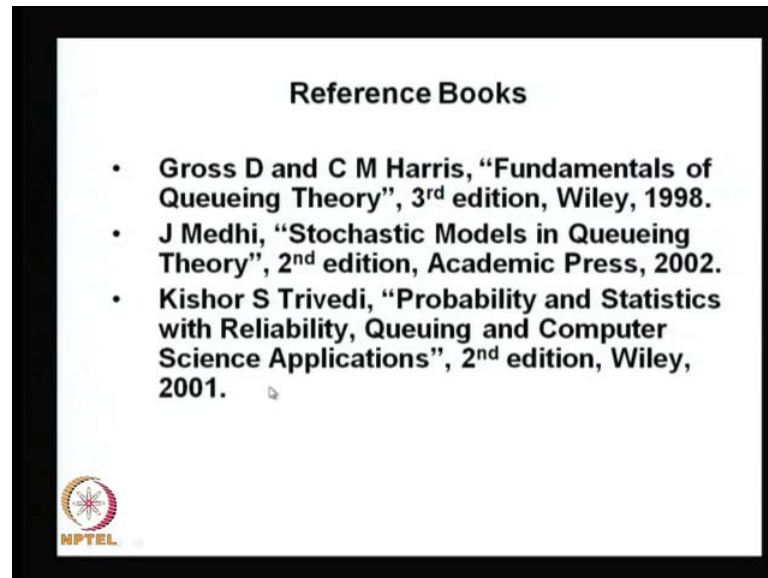 Reference Books
• Gross D and C M Harris, “Fundamentals of
Queueing Theory”, 3rd edition, Wiley, 1998.
• J Medhi, “Stochastic Models in Queueing
Theory”, 2nd edition, Academic Press, 2002.
• Kishor S Trivedi, “Probability and Statistics
with Reliability, Queuing and Computer
Science Applications”, 2nd edition, Wiley,
2001.
NPTEL